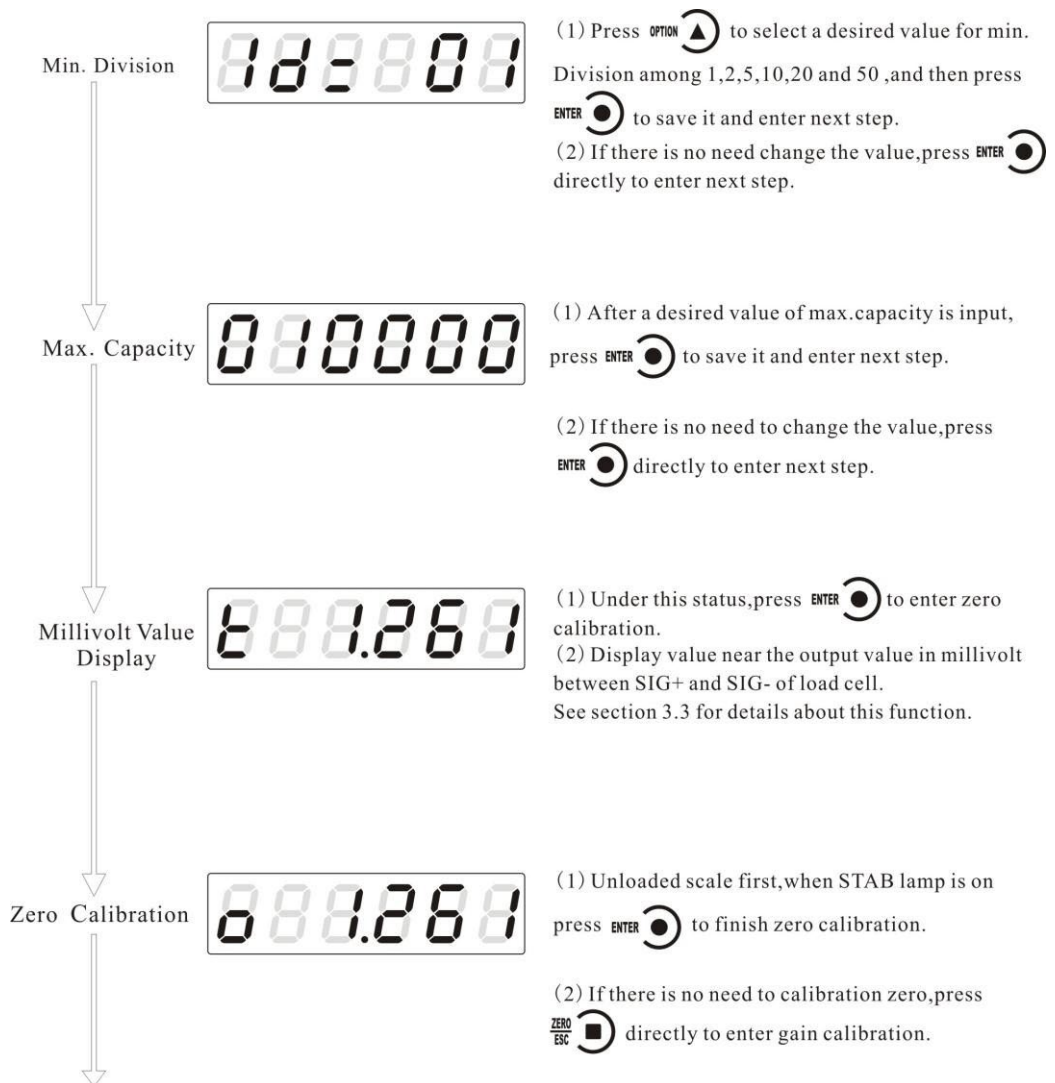 Min. Division
1d= 01
(1) Press OPTION ▲ to select a desired value for min.
Division among 1,2,5,10,20 and 50 ,and then press
ENTER ● to save it and enter next step.
(2) If there is no need change the value,press ENTER ●
directly to enter next step.
Max. Capacity
010000
(1) After a desired value of max.capacity is input,
press ENTER ● to save it and enter next step.
(2) If there is no need to change the value,press
ENTER ● directly to enter next step.
Millivolt Value
Display
t 1.261
(1) Under this status,press ENTER ● to enter zero
calibration.
(2) Display value near the output value in millivolt
between SIG+ and SIG- of load cell.
See section 3.3 for details about this function.
Zero Calibration
o 1.261
(1) Unloaded scale first,when STAB lamp is on
press ENTER ● to finish zero calibration.
(2) If there is no need to calibration zero,press
ZERO
ESC ■ directly to enter gain calibration.